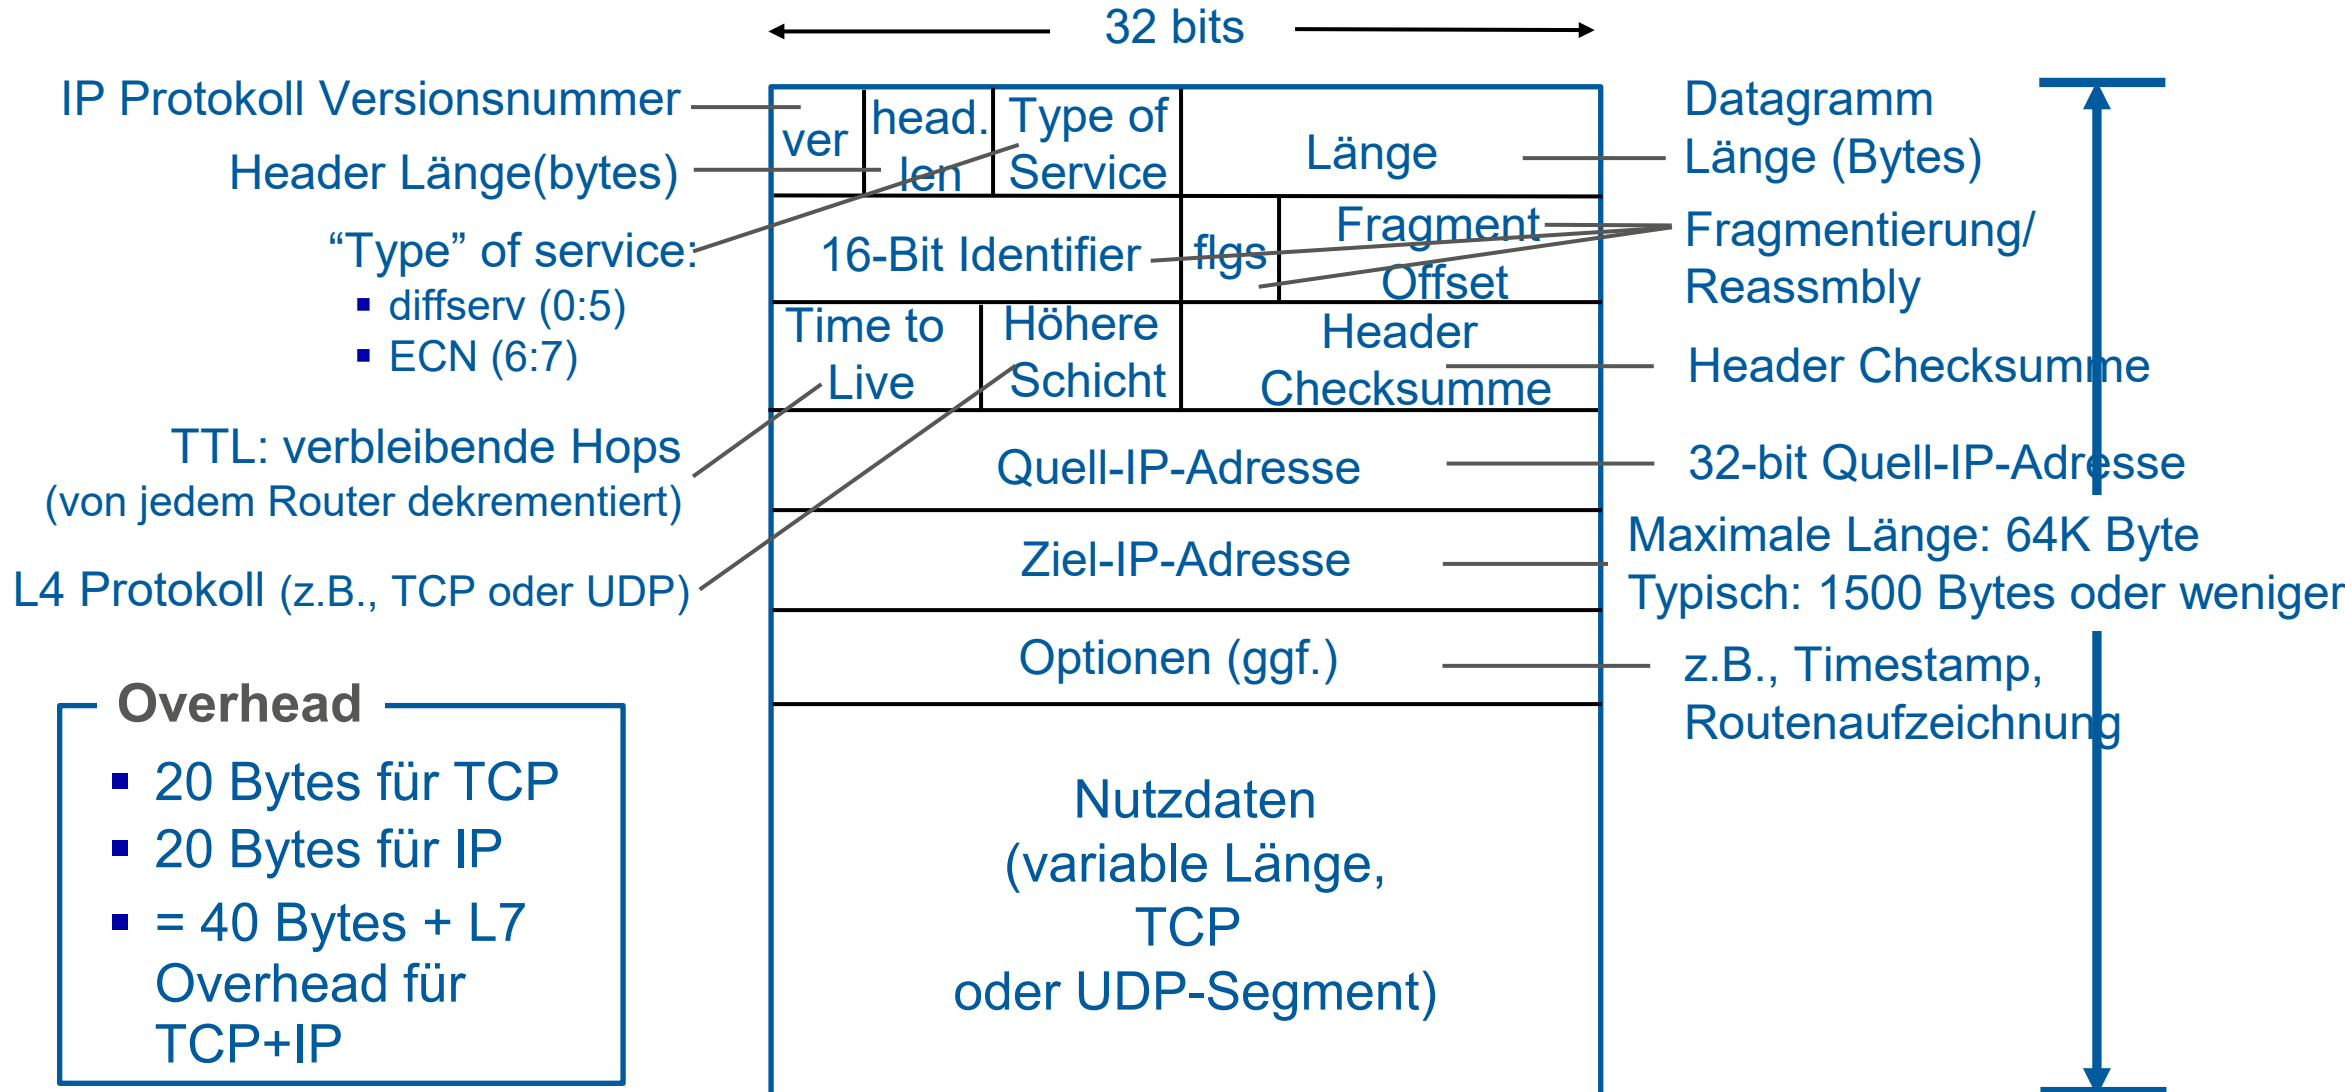 32 bits
IP Protokoll Versionsnummer
Header Länge(bytes)
“Type” of service:
▪ diffserv (0:5)
▪ ECN (6:7)
TTL: verbleibende Hops
(von jedem Router dekrementiert)
L4 Protokoll (z.B., TCP oder UDP)
Overhead
▪ 20 Bytes für TCP
▪ 20 Bytes für IP
▪ = 40 Bytes + L7
Overhead für
TCP+IP
ver
head.
len
Type of
Service
Länge
16-Bit Identifier
flgs
Fragment
Offset
Time to
Live
Höhere
Schicht
Header
Checksumme
Quell-IP-Adresse
Ziel-IP-Adresse
Optionen (ggf.)
Nutzdaten
(variable Länge,
TCP
oder UDP-Segment)
Datagramm
Länge (Bytes)
Fragmentierung/
Reassmbly
Header Checksumme
32-bit Quell-IP-Adresse
Maximale Länge: 64K Byte
Typisch: 1500 Bytes oder weniger
z.B., Timestamp,
Routenaufzeichnung